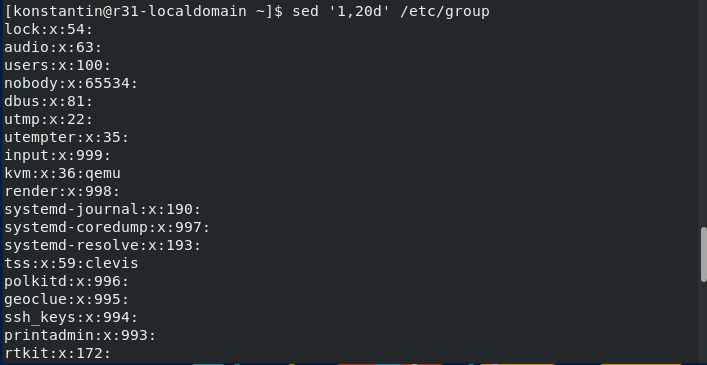 [konstantin@r31-localdomain ~]$ sed '1,20d' /etc/group
lock:x:54:
audio:x:63:
users:x:100:
nobody:x:65534:
dbus:x:81:
utmp:x:22:
utempter:x:35:
input:x:999:
kvm:x:36:qemu
render:x:998:
systemd-journal:x:190:
systemd-coredump:x:997:
systemd-resolve:x:193:
tss:x:59:clevis
polkitd:x:996:
geoclue:x:995:
ssh_keys:x:994:
printadmin:x:993:
rtkit:x:172: